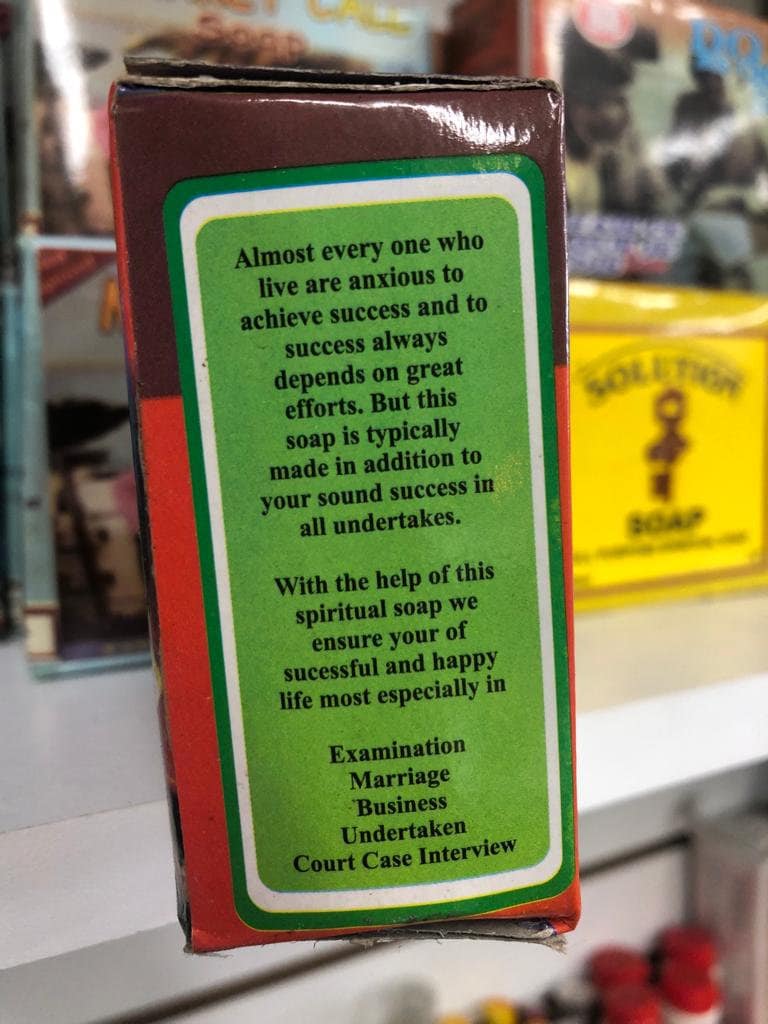 CALL
SOAP
Almost every one who
live are anxious to
achieve success and to
success always
depends on great
efforts. But this
soap is typically
made in addition to
your sound success in
all undertakes.
With the help of this
spiritual soap we
ensure your of
sucessful and happy
life most especially in
Examination
Marriage
Business
Undertaken
Court Case Interview
SOLUTION
SOAP